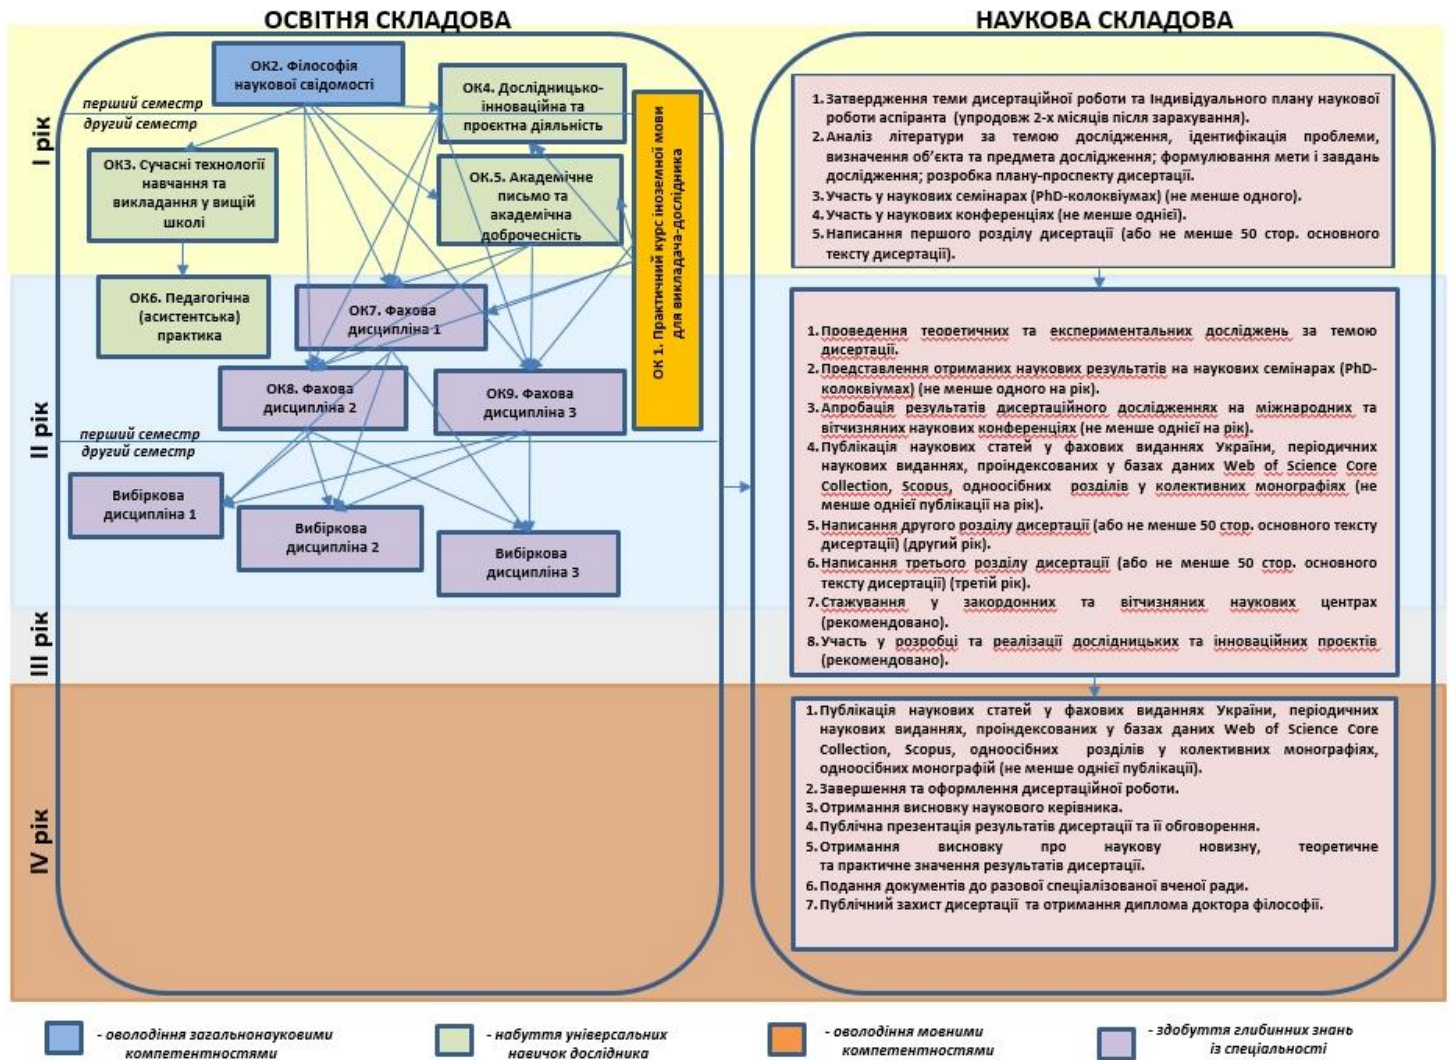 ОСВІТНЯ СКЛАДОВА
НАУКОВА СКЛАДОВА
I рік
II рік
III рік
IV рік
ОК2. Філософія
наукової свідомості
перший семестр
другий семестр
ОК4. Дослідницько-
інноваційна та
проєктна діяльність
ОК3. Сучасні технології
навчання та
викладання у вищій
школі
ОК.5. Академічне
письмо та
академічна
доброчесність
ОК 1. Практичний курс іноземної мови
для викладача-дослідника
ОК6. Педагогічна
(асистентська)
практика
ОК7. Фахова
дисципліна 1
ОК8. Фахова
дисципліна 2
ОК9. Фахова
дисципліна 3
перший семестр
другий семестр
Вибіркова
дисципліна 1
Вибіркова
дисципліна 2
Вибіркова
дисципліна 3
1. Затвердження теми дисертаційної роботи та Індивідуального плану наукової
роботи аспіранта (упродовж 2-х місяців після зарахування).
2. Аналіз літератури за темою дослідження, ідентифікація проблеми,
визначення об’єкта та предмета дослідження; формулювання мети і завдань
дослідження; розробка плану-проспекту дисертації.
3. Участь у наукових семінарах (PhD-колоквіумах) (не менше одного).
4. Участь у наукових конференціях (не менше однієї).
5. Написання першого розділу дисертації (або не менше 50 стор. основного
тексту дисертації).
1. Проведення теоретичних та експериментальних досліджень за темою
дисертації.
2. Представлення отриманих наукових результатів на наукових семінарах (PhD-
колоквіумах) (не менше одного на рік).
3. Апробація результатів дисертаційного дослідженнях на міжнародних та
вітчизняних наукових конференціях (не менше однієї на рік).
4. Публікація наукових статей у фахових виданнях України, періодичних
наукових виданнях, проіндексованих у базах даних Web of Science Core
Collection, Scopus, одноосібних розділів у колективних монографіях (не
менше однієї публікації на рік).
5. Написання другого розділу дисертації (або не менше 50 стор. основного тексту
дисертації) (другий рік).
6. Написання третього розділу дисертації (або не менше 50 стор. основного
тексту дисертації) (третій рік).
7. Стажування у закордонних та вітчизняних наукових центрах
(рекомендовано).
8. Участь у розробці та реалізації дослідницьких та інноваційних проєктів
(рекомендовано).
1. Публікація наукових статей у фахових виданнях України, періодичних
наукових виданнях, проіндексованих у базах даних Web of Science Core
Collection, Scopus, одноосібних розділів у колективних монографіях,
одноосібних монографій (не менше однієї публікації).
2. Завершення та оформлення дисертаційної роботи.
3. Отримання висновку наукового керівника.
4. Публічна презентація результатів дисертації та її обговорення.
5. Отримання висновку про наукову новизну, теоретичне
та практичне значення результатів дисертації.
6. Подання документів до разової спеціалізованої вченої ради.
7. Публічний захист дисертації та отримання диплома доктора філософії.
- оволодіння загальнонауковими
компетентностями
- набуття універсальних
навичок дослідника
- оволодіння мовними
компетентностями
- здобуття глибинних знань
із спеціальності